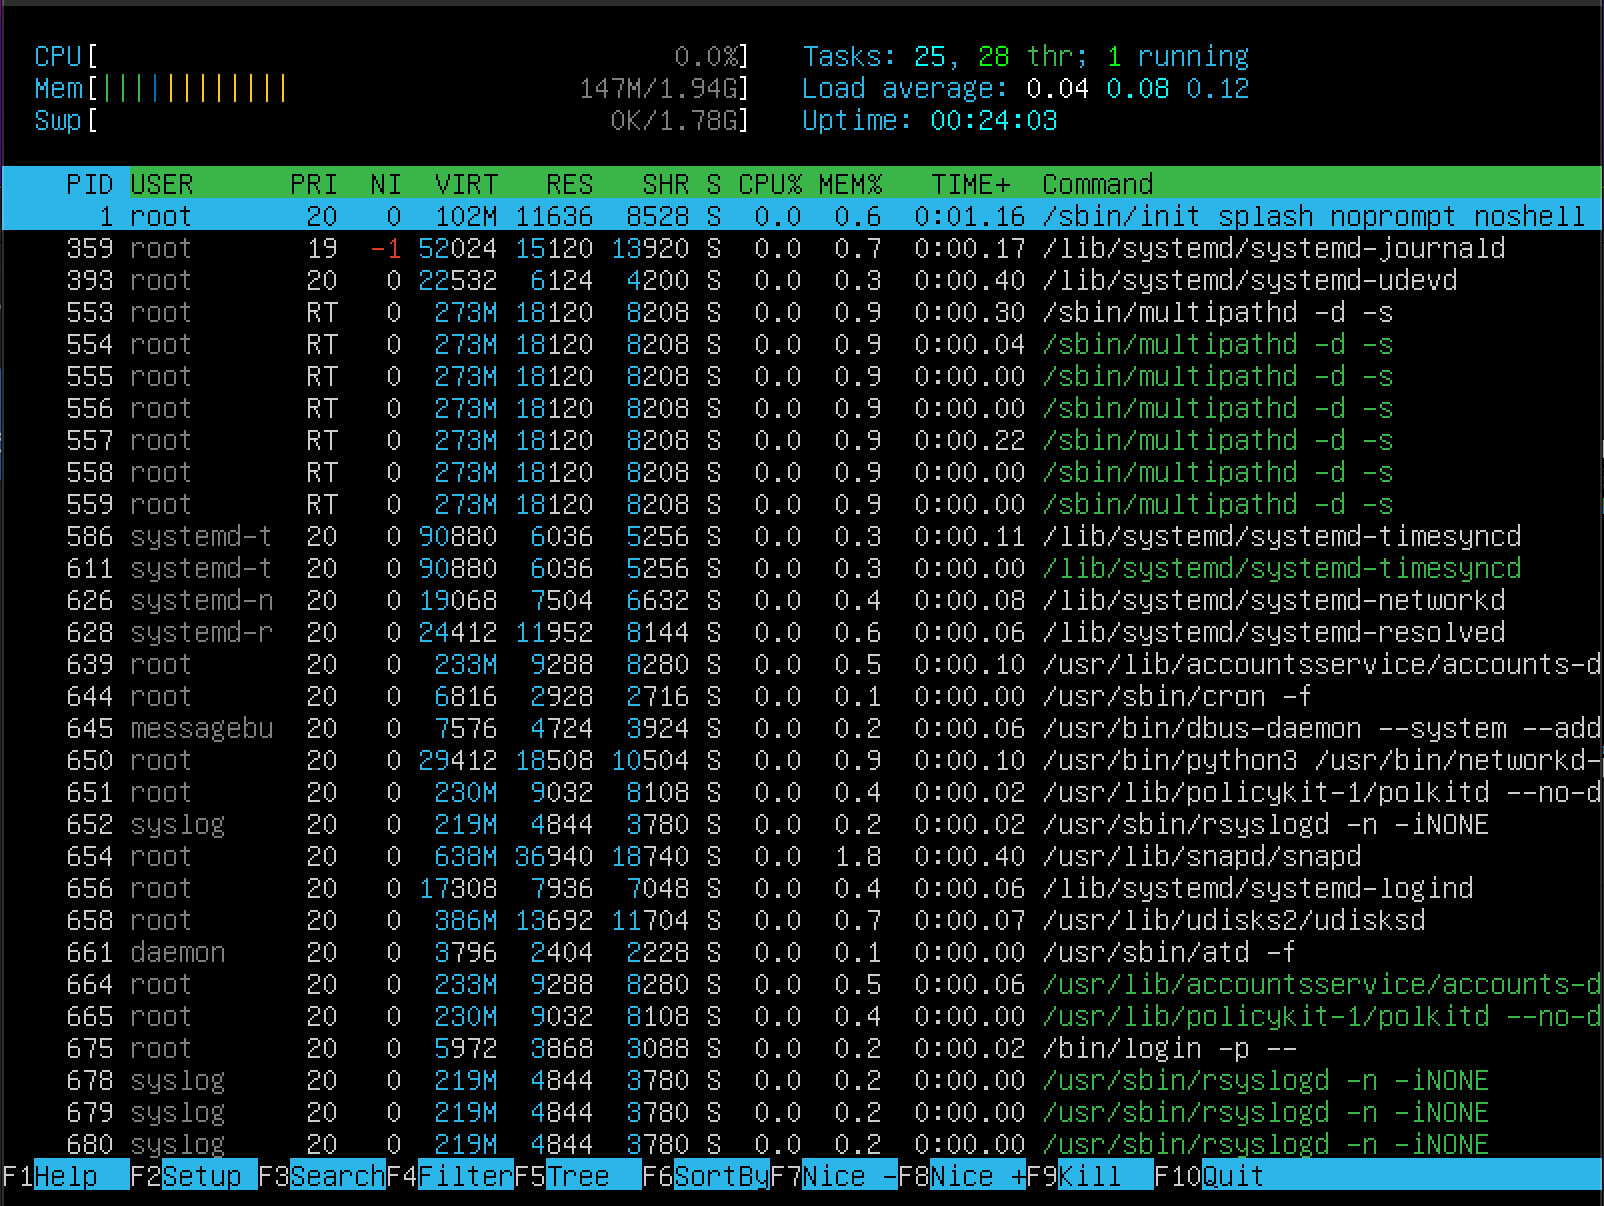 CPU[ 0.0%] Tasks: 25, 28 thr; 1 running
Mem[||||||||||||| 147M/1.94G] Load average: 0.04 0.08 0.12
Swp[ 0K/1.78G] Uptime: 00:24:03
PID USER PRI NI VIRT RES SHR S CPU% MEM% TIME+ Command
1 root 20 0 102M 11636 8528 S 0.0 0.6 0:01.16 /sbin/init splash noprompt noshell
359 root 19 -1 52024 15120 13920 S 0.0 0.7 0:00.17 /lib/systemd/systemd-journald
393 root 20 0 22532 6124 4200 S 0.0 0.3 0:00.40 /lib/systemd/systemd-udevd
553 root RT 0 273M 18120 8208 S 0.0 0.9 0:00.30 /sbin/multipathd -d -s
554 root RT 0 273M 18120 8208 S 0.0 0.9 0:00.04 /sbin/multipathd -d -s
555 root RT 0 273M 18120 8208 S 0.0 0.9 0:00.00 /sbin/multipathd -d -s
556 root RT 0 273M 18120 8208 S 0.0 0.9 0:00.00 /sbin/multipathd -d -s
557 root RT 0 273M 18120 8208 S 0.0 0.9 0:00.22 /sbin/multipathd -d -s
558 root RT 0 273M 18120 8208 S 0.0 0.9 0:00.00 /sbin/multipathd -d -s
559 root RT 0 273M 18120 8208 S 0.0 0.9 0:00.00 /sbin/multipathd -d -s
586 systemd-t 20 0 90880 6036 5256 S 0.0 0.3 0:00.11 /lib/systemd/systemd-timesyncd
611 systemd-t 20 0 90880 6036 5256 S 0.0 0.3 0:00.00 /lib/systemd/systemd-timesyncd
626 systemd-n 20 0 19068 7504 6632 S 0.0 0.4 0:00.08 /lib/systemd/systemd-networkd
628 systemd-r 20 0 24412 11952 8144 S 0.0 0.6 0:00.06 /lib/systemd/systemd-resolved
639 root 20 0 233M 9288 8280 S 0.0 0.5 0:00.10 /usr/lib/accountsservice/accounts-d
644 root 20 0 6816 2928 2716 S 0.0 0.1 0:00.00 /usr/sbin/cron -f
645 messagebu 20 0 7576 4724 3924 S 0.0 0.2 0:00.06 /usr/bin/dbus-daemon --system --add
650 root 20 0 29412 18508 10504 S 0.0 0.9 0:00.10 /usr/bin/python3 /usr/bin/networkd-
651 root 20 0 230M 9032 8108 S 0.0 0.4 0:00.02 /usr/lib/policykit-1/polkitd --no-d
652 syslog 20 0 219M 4844 3780 S 0.0 0.2 0:00.02 /usr/sbin/rsyslogd -n -iNONE
654 root 20 0 638M 36940 18740 S 0.0 1.8 0:00.40 /usr/lib/snapd/snapd
656 root 20 0 17308 7936 7048 S 0.0 0.4 0:00.06 /lib/systemd/systemd-logind
658 root 20 0 386M 13692 11704 S 0.0 0.7 0:00.07 /usr/lib/udisks2/udisksd
661 daemon 20 0 3796 2404 2228 S 0.0 0.1 0:00.00 /usr/sbin/atd -f
664 root 20 0 233M 9288 8280 S 0.0 0.5 0:00.06 /usr/lib/accountsservice/accounts-d
665 root 20 0 230M 9032 8108 S 0.0 0.4 0:00.00 /usr/lib/policykit-1/polkitd --no-d
675 root 20 0 5972 3868 3088 S 0.0 0.2 0:00.02 /bin/login -p --
678 syslog 20 0 219M 4844 3780 S 0.0 0.2 0:00.00 /usr/sbin/rsyslogd -n -iNONE
679 syslog 20 0 219M 4844 3780 S 0.0 0.2 0:00.00 /usr/sbin/rsyslogd -n -iNONE
680 syslog 20 0 219M 4844 3780 S 0.0 0.2 0:00.00 /usr/sbin/rsyslogd -n -iNONE
F1Help F2Setup F3SearchF4FilterF5Tree F6SortByF7Nice -F8Nice +F9Kill F10Quit